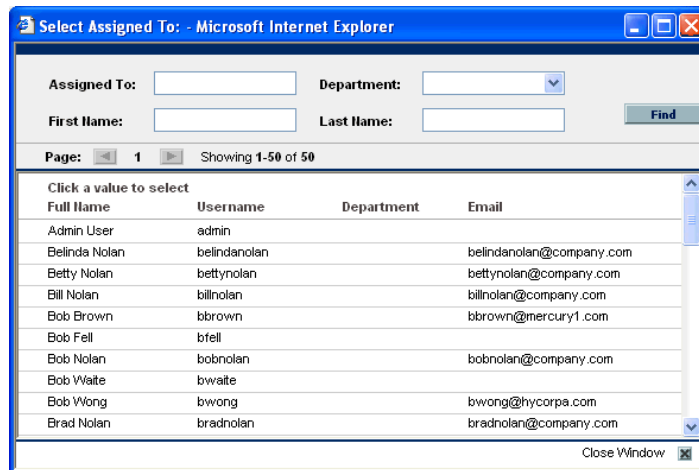 Select Assigned To: - Microsoft Internet Explorer
Assigned To: Department:
First Name: Last Name: Find
Page: 1 Showing 1-50 of 50
Click a value to select
Full Name Username Department Email
Admin User admin
Belinda Nolan belindanolan belindanolan@company.com
Betty Nolan bettynolan bettynolan@company.com
Bill Nolan billnolan billnolan@company.com
Bob Brown bbrown bbrown@mercury1.com
Bob Fell bfell
Bob Nolan bobnolan bobnolan@company.com
Bob Waite bwaite
Bob Wong bwong bwong@hycorpa.com
Brad Nolan bradnolan bradnolan@company.com
Close Window